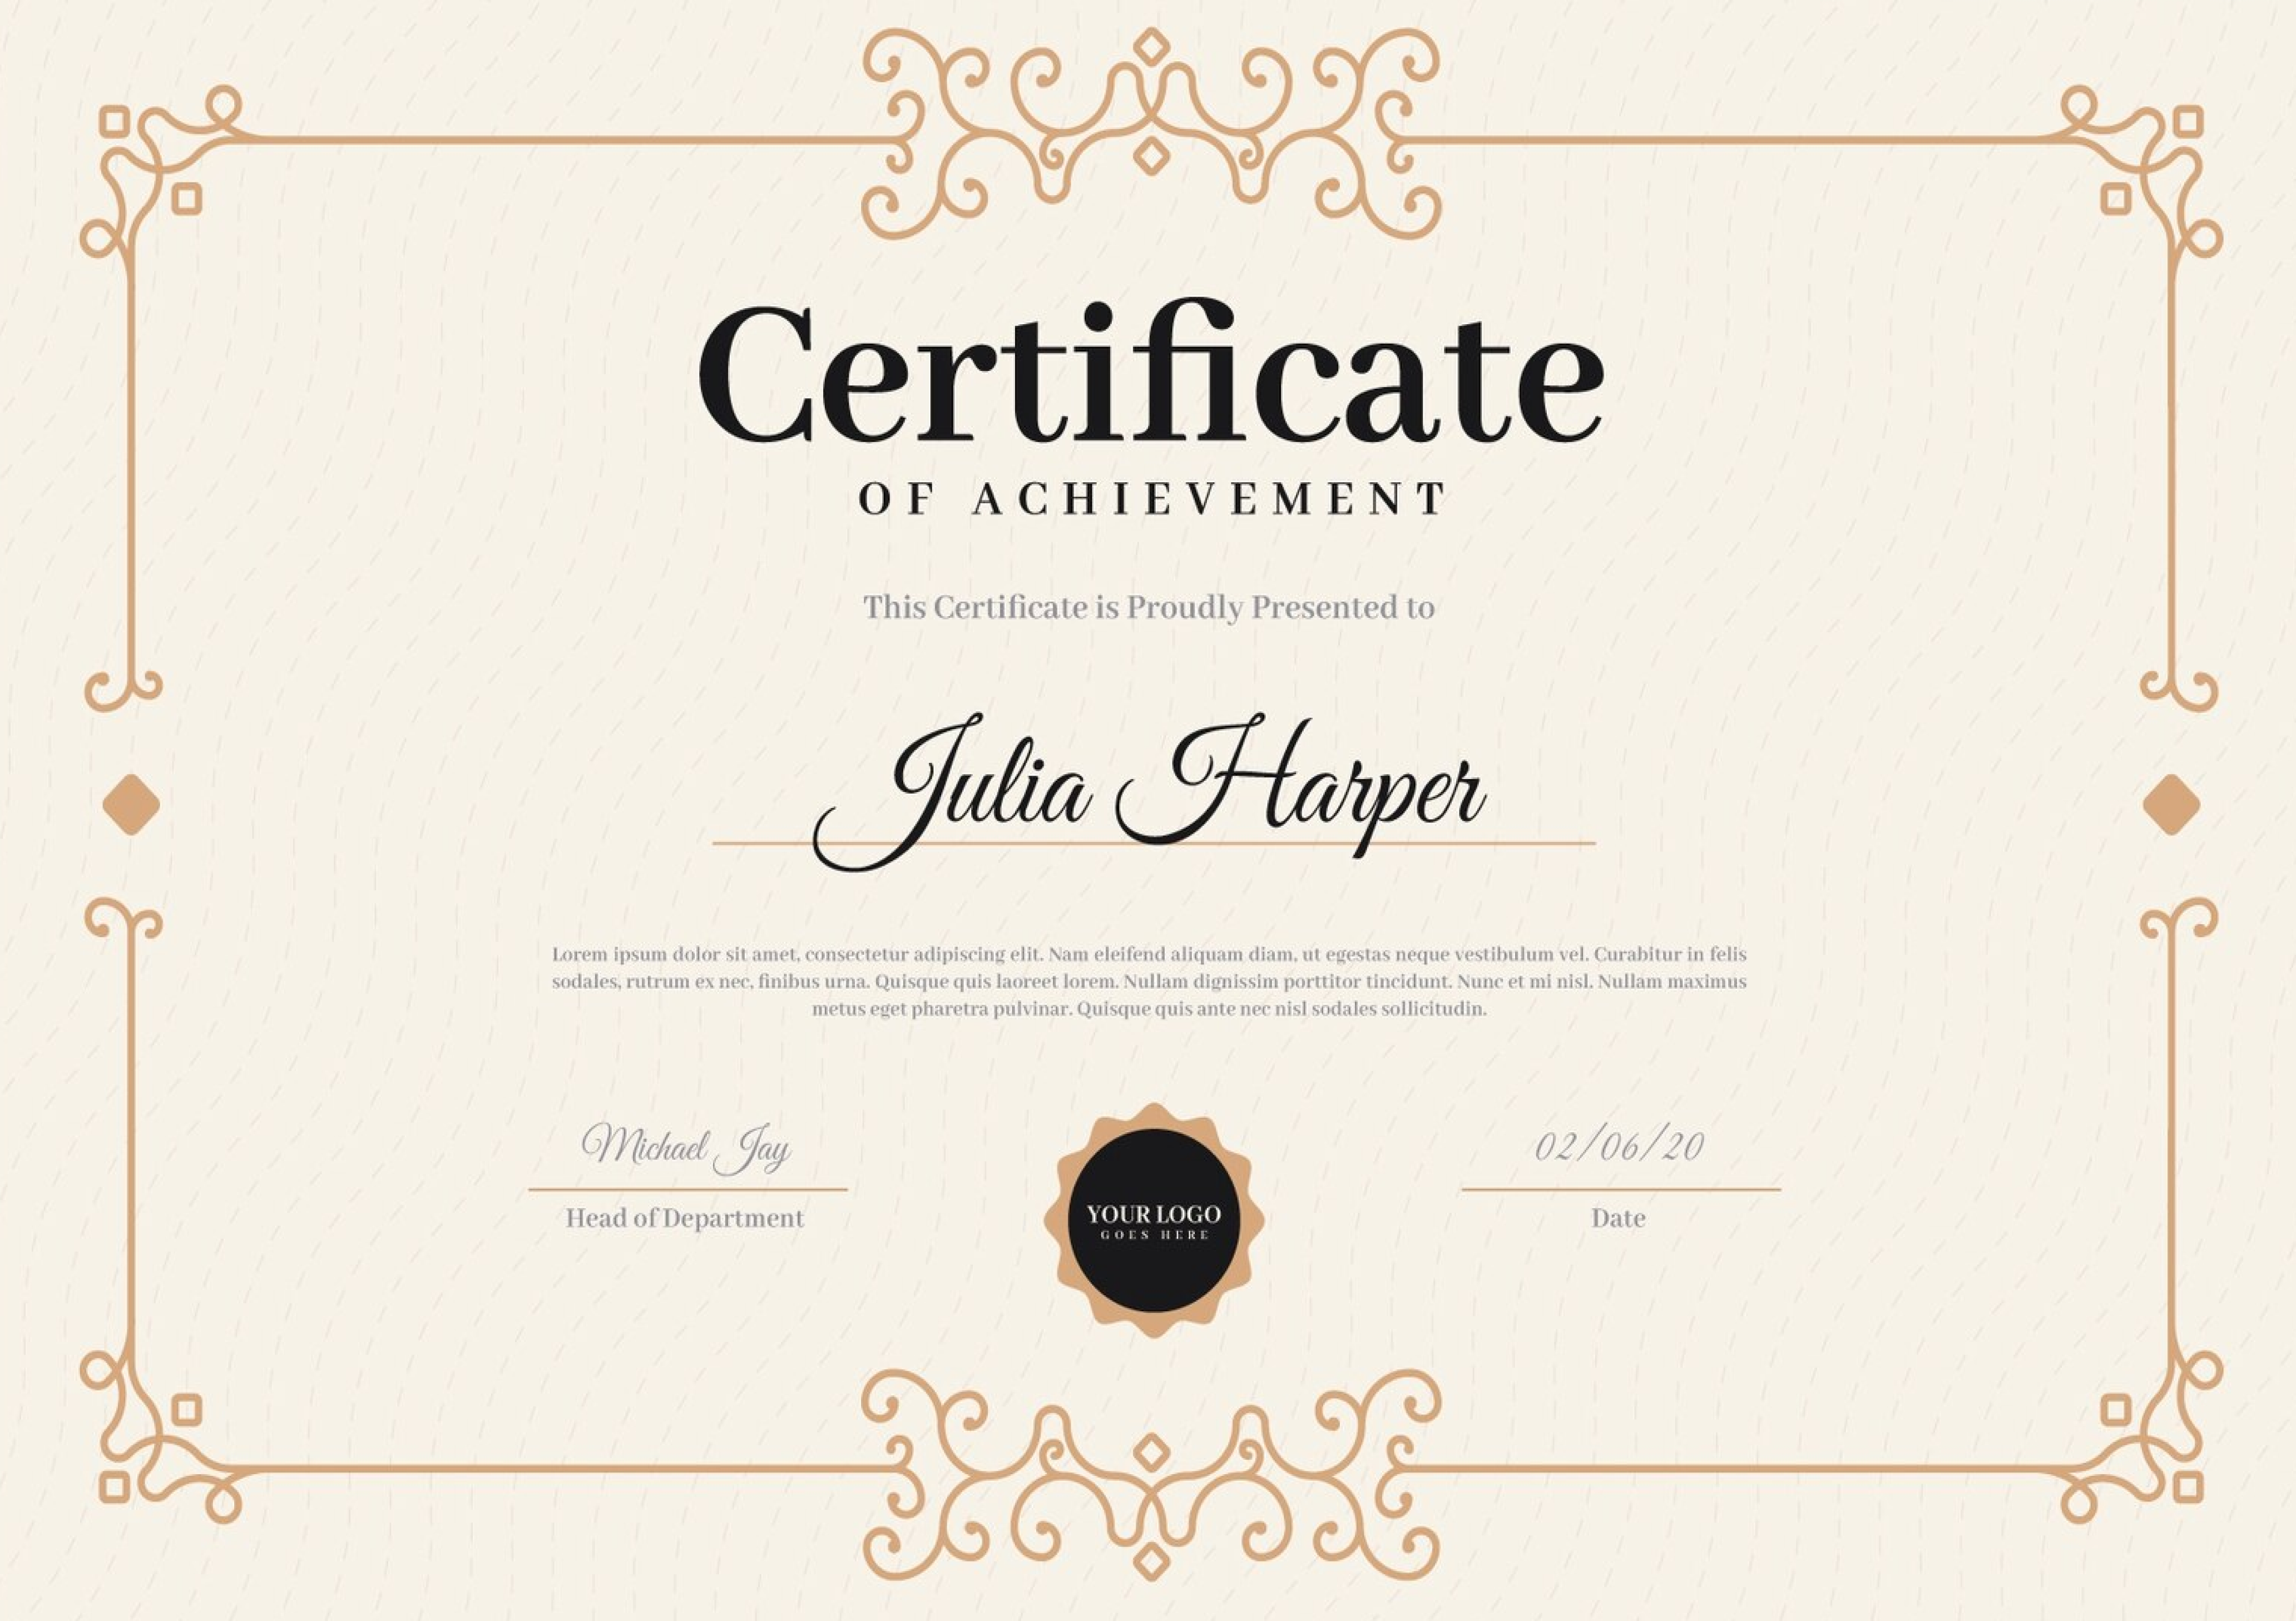 Certificate
OF ACHIEVEMENT
This Certificate is Proudly Presented to
Julia Harper
Lorem ipsum dolor sit amet, consectetur adipiscing elit. Nam eleifend aliquam diam, ut egestas neque vestibulum vel. Curabitur in felis
sodales, rutrum ex nec, finibus urna. Quisque quis laoreet lorem. Nullam dignissim porttitor tincidunt. Nunc et mi nisl. Nullam maximus
metus eget pharetra pulvinar. Quisque quis ante nec nisl sodales sollicitudin.
Michael Jay
Head of Department
YOUR LOGO
GOES HERE
02/06/20
Date